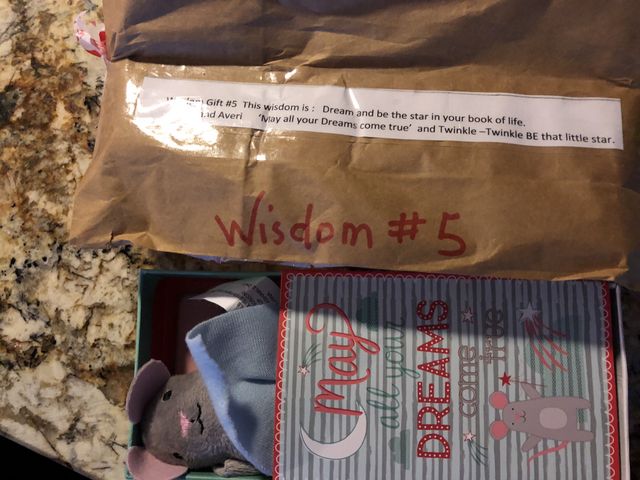 Gift #5 This wisdom is : Dream and be the star in your book of life.
Averi 'May all your Dreams come true' and Twinkle –Twinkle BE that little star.
Wisdom #5
May
all your
DREAMS
come
true